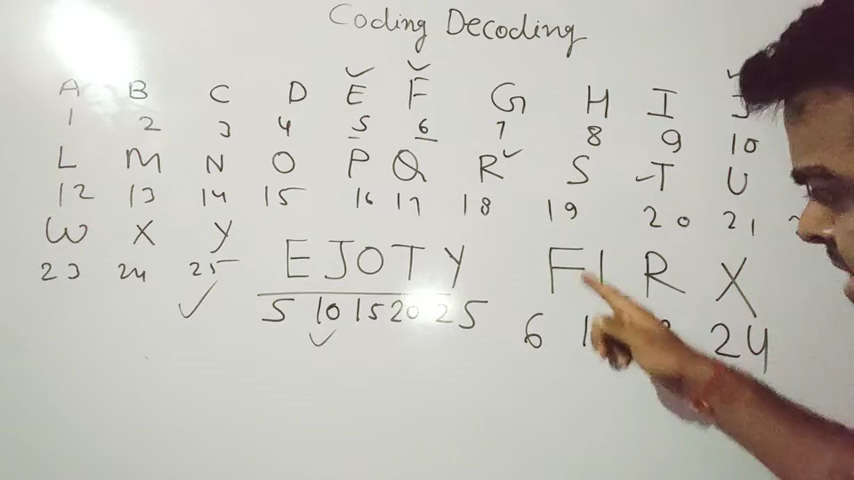 Coding Decoding
A B C D E F G H I J
1 2 3 4 5 6 7 8 9 10
L M N O P Q R S T U
12 13 14 15 16 17 18 19 20 21
W X Y
23 24 25
EJOTY F R X
5 10 15 20 25 6 24